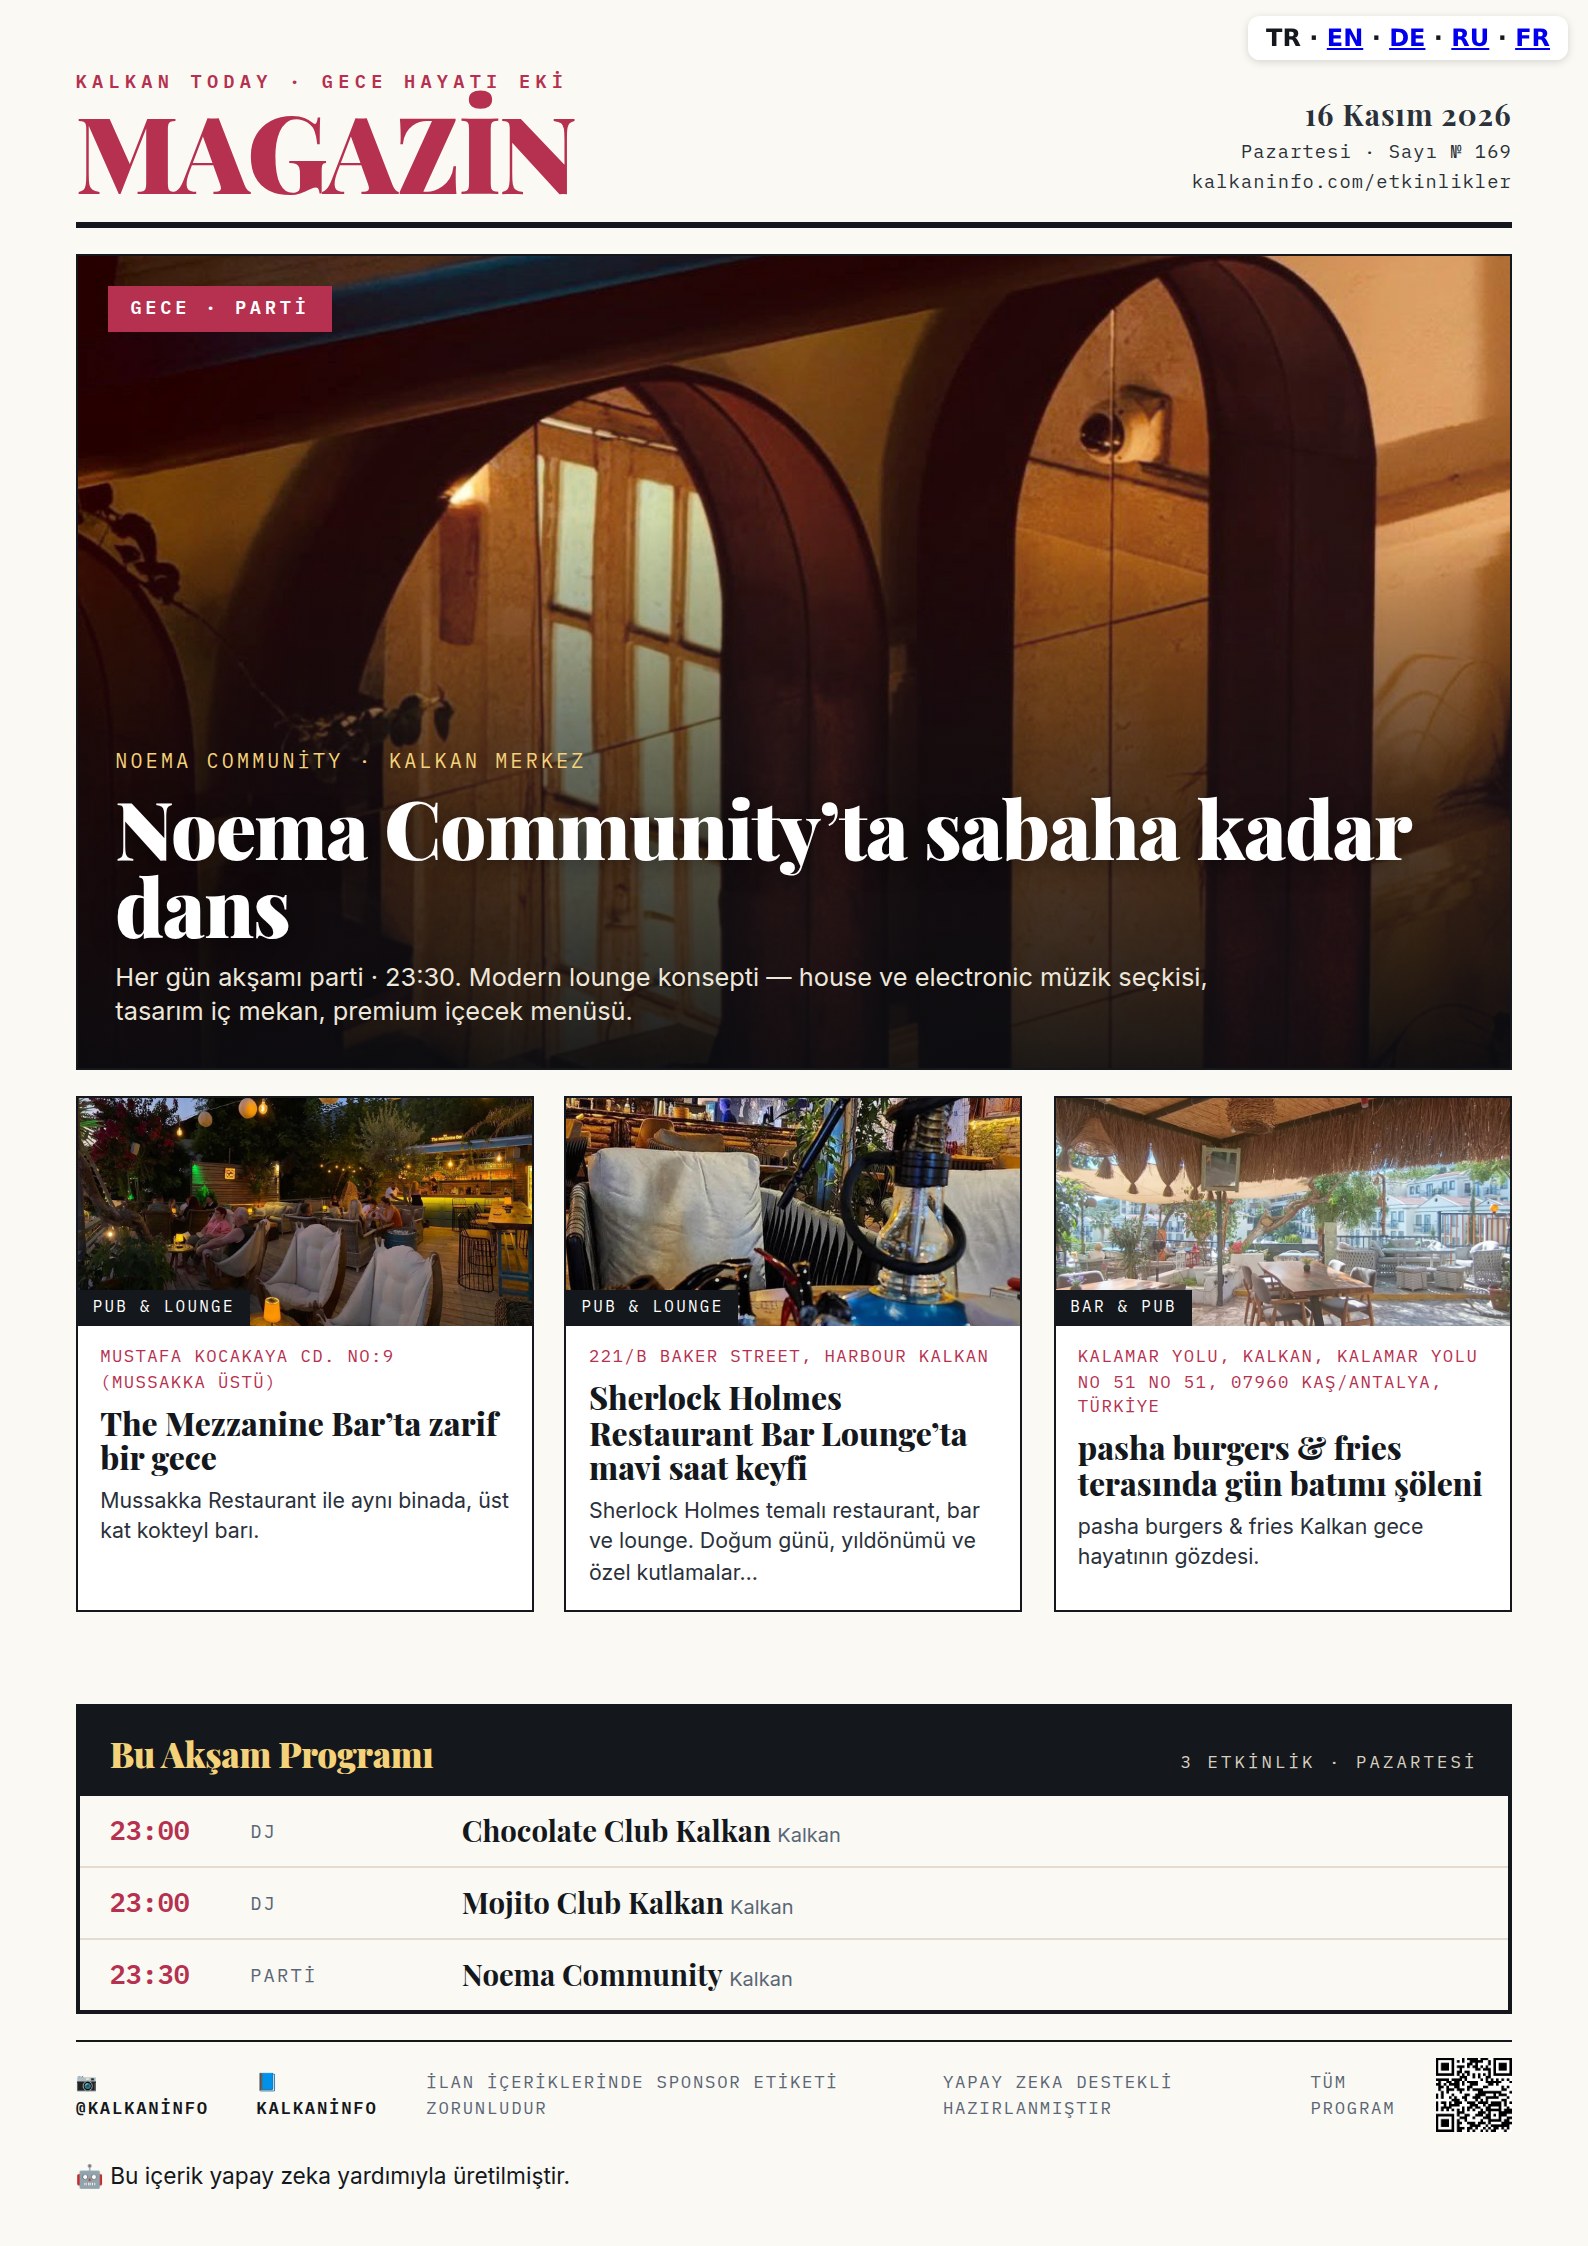 TR · EN · DE · RU · FR
KALKAN TODAY · GECE HAYATI EKİ
MAGAZİN
16 Kasım 2026
Pazartesi · Sayı № 169
kalkaninfo.com/etkinlikler
GECE · PARTİ
NOEMA COMMUNİTY · KALKAN MERKEZ
Noema Community’ta sabaha kadar
dans
Her gün akşamı parti · 23:30. Modern lounge konsepti — house ve electronic müzik seçkisi,
tasarım iç mekan, premium içecek menüsü.
PUB & LOUNGE
MUSTAFA KOCAKAYA CD. NO:9
(MUSSAKKA ÜSTÜ)
The Mezzanine Bar’ta zarif
bir gece
Mussakka Restaurant ile aynı binada, üst
kat kokteyl barı.
PUB & LOUNGE
221/B BAKER STREET, HARBOUR KALKAN
Sherlock Holmes
Restaurant Bar Lounge’ta
mavi saat keyfi
Sherlock Holmes temalı restaurant, bar
ve lounge. Doğum günü, yıldönümü ve
özel kutlamalar…
BAR & PUB
KALAMAR YOLU, KALKAN, KALAMAR YOLU
NO 51 NO 51, 07960 KAŞ/ANTALYA,
TÜRKİYE
pasha burgers & fries
terasında gün batımı şöleni
pasha burgers & fries Kalkan gece
hayatının gözdesi.
Bu Akşam Programı
3 ETKİNLİK · PAZARTESİ
23:00 DJ Chocolate Club Kalkan Kalkan
23:00 DJ Mojito Club Kalkan Kalkan
23:30 PARTİ Noema Community Kalkan
📷
@KALKANİNFO
📘
KALKANİNFO
İLAN İÇERİKLERİNDE SPONSOR ETİKETİ
ZORUNLUDUR
YAPAY ZEKA DESTEKLİ
HAZIRLANMIŞTIR
TÜM
PROGRAM
🤖 Bu içerik yapay zeka yardımıyla üretilmiştir.